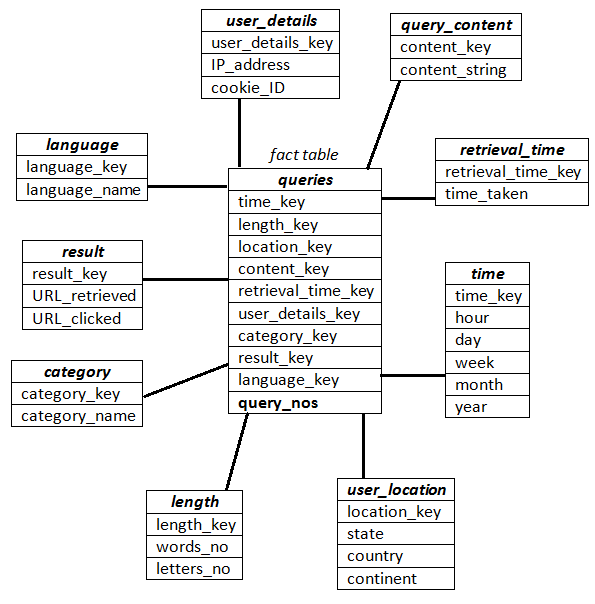 user_details
user_details_key
IP_address
cookie_ID
query_content
content_key
content_string
language
language_key
language_name
fact table
queries
time_key
length_key
location_key
content_key
retrieval_time_key
user_details_key
category_key
result_key
language_key
query_nos
retrieval_time
retrieval_time_key
time_taken
result
result_key
URL_retrieved
URL_clicked
time
time_key
hour
day
week
month
year
category
category_key
category_name
length
length_key
words_no
letters_no
user_location
location_key
state
country
continent